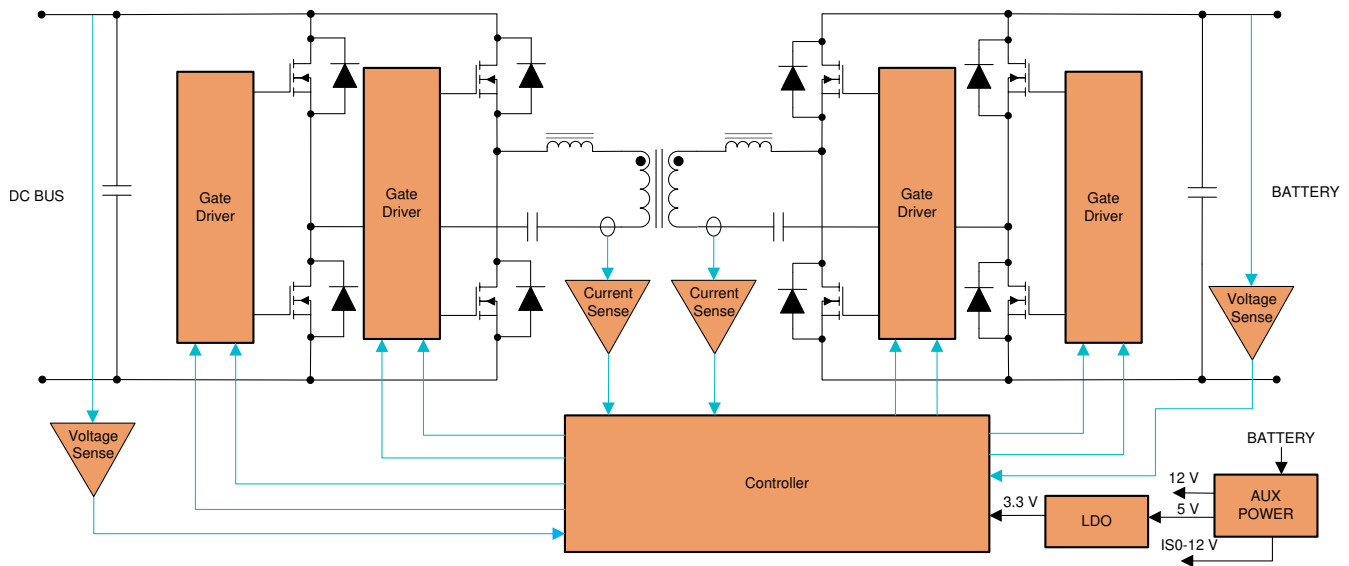 DC BUS
Gate
Driver
Gate
Driver
Gate
Driver
Gate
Driver
BATTERY
Current
Sense
Current
Sense
Voltage
Sense
Voltage
Sense
Controller
BATTERY
12 V
AUX
POWER
5 V
3.3 V
LDO
IS0-12 V